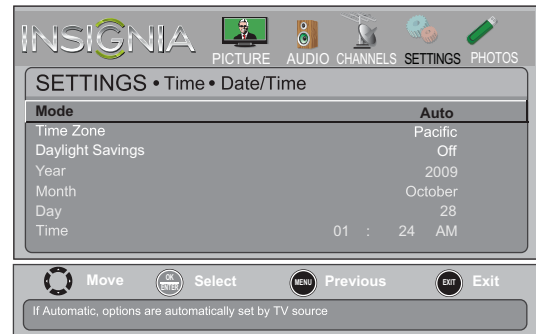 INSIGNIA
PICTURE AUDIO CHANNELS SETTINGS PHOTOS
SETTINGS • Time • Date/Time
Mode Auto
Time Zone Pacific
Daylight Savings Off
Year 2009
Month October
Day 28
Time 01 : 24 AM
Move OK ENTER Select MENU Previous EXIT Exit
If Automatic, options are automatically set by TV source